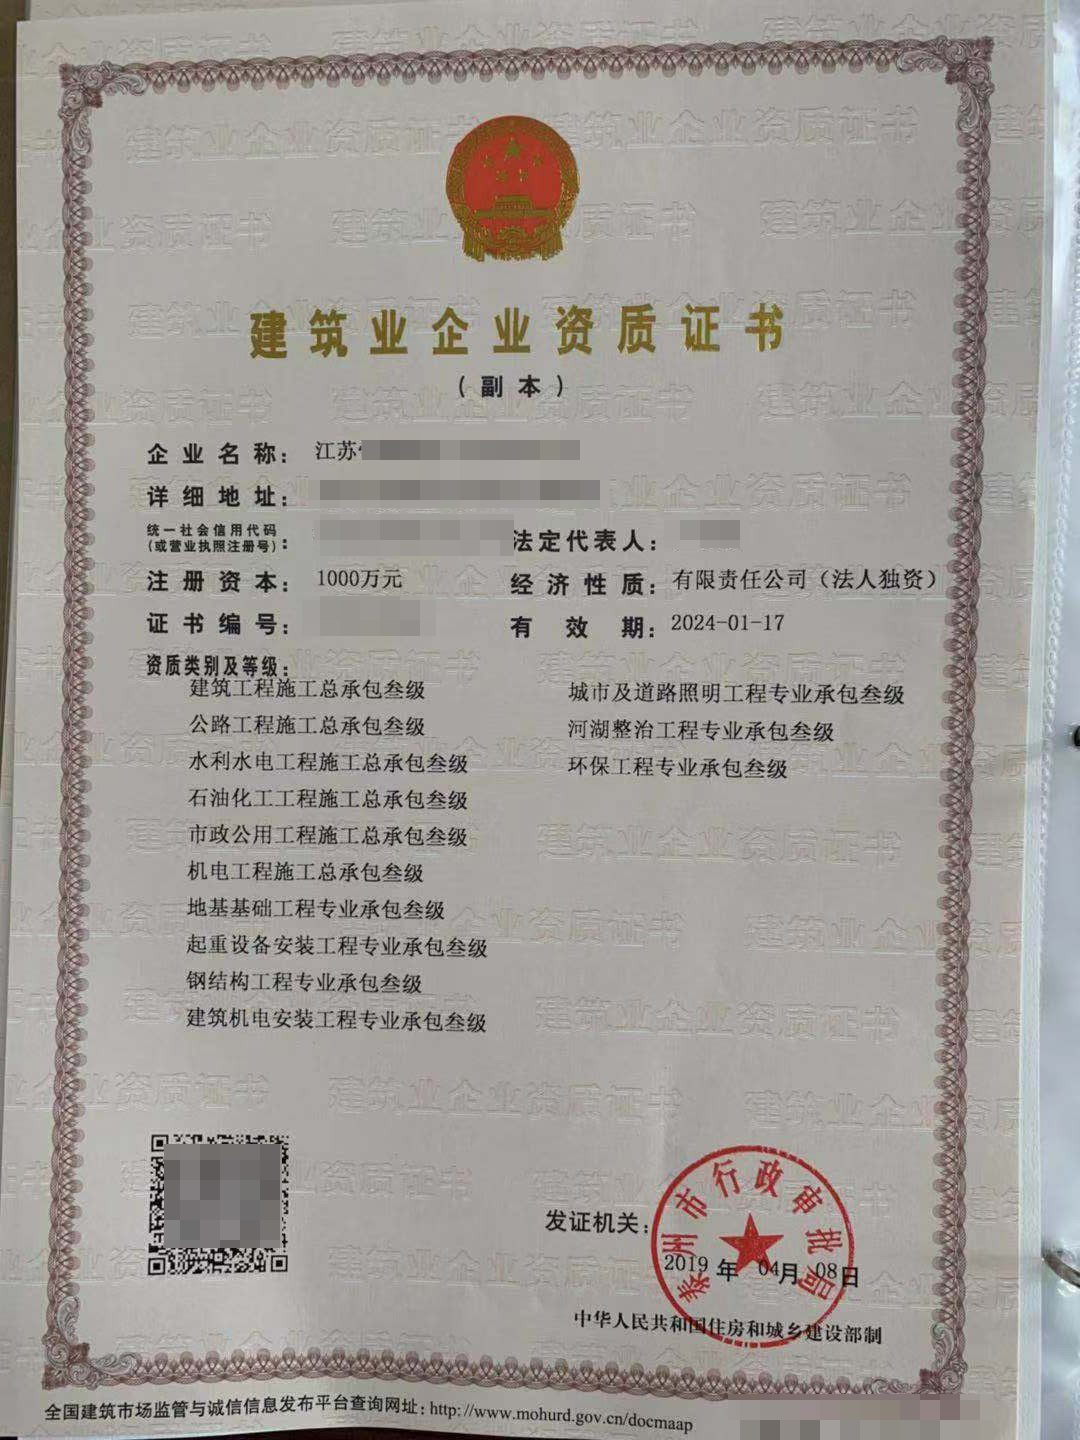 建筑业企业资质证书
（副本）
企业名称：江苏
详细地址：
统一社会信用代码
（或营业执照注册号）：
法定代表人：
注册资本：1000万元
经济性质：有限责任公司（法人独资）
证书编号：
有效期：2024-01-17
资质类别及等级：
建筑工程施工总承包叁级
公路工程施工总承包叁级
水利水电工程施工总承包叁级
石油化工工程施工总承包叁级
市政公用工程施工总承包叁级
机电工程施工总承包叁级
地基基础工程专业承包叁级
起重设备安装工程专业承包叁级
钢结构工程专业承包叁级
建筑机电安装工程专业承包叁级
城市及道路照明工程专业承包叁级
河湖整治工程专业承包叁级
环保工程专业承包叁级
发证机关：
泰州市行政审批局
2019年04月08日
中华人民共和国住房和城乡建设部制
全国建筑市场监管与诚信信息发布平台查询网址：http://www.mohurd.gov.cn/docmaap